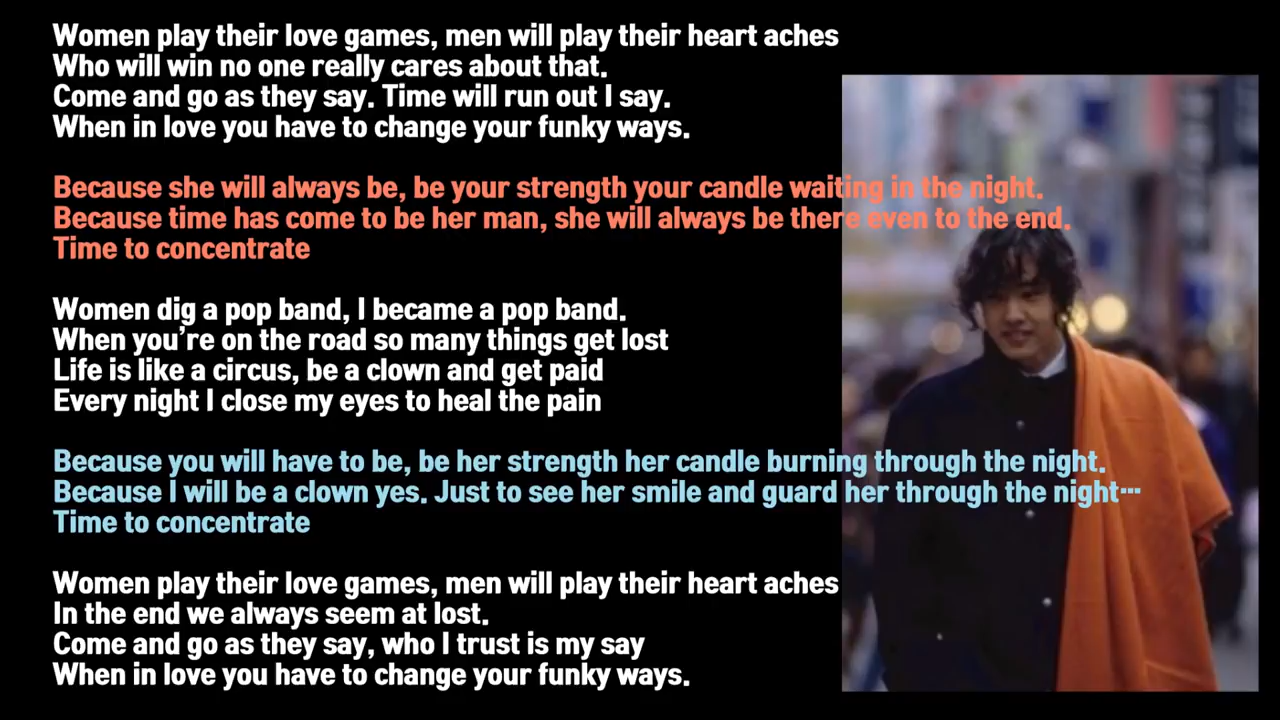 Women play their love games, men will play their heart aches
Who will win no one really cares about that.
Come and go as they say. Time will run out I say.
When in love you have to change your funky ways.
Because she will always be, be your strength your candle waiting in the night.
Because time has come to be her man, she will always be there even to the end.
Time to concentrate
Women dig a pop band, I became a pop band.
When you're on the road so many things get lost
Life is like a circus, be a clown and get paid
Every night I close my eyes to heal the pain
Because you will have to be, be her strength her candle burning through the night.
Because I will be a clown yes. Just to see her smile and guard her through the night…
Time to concentrate
Women play their love games, men will play their heart aches
In the end we always seem at lost.
Come and go as they say, who I trust is my say
When in love you have to change your funky ways.